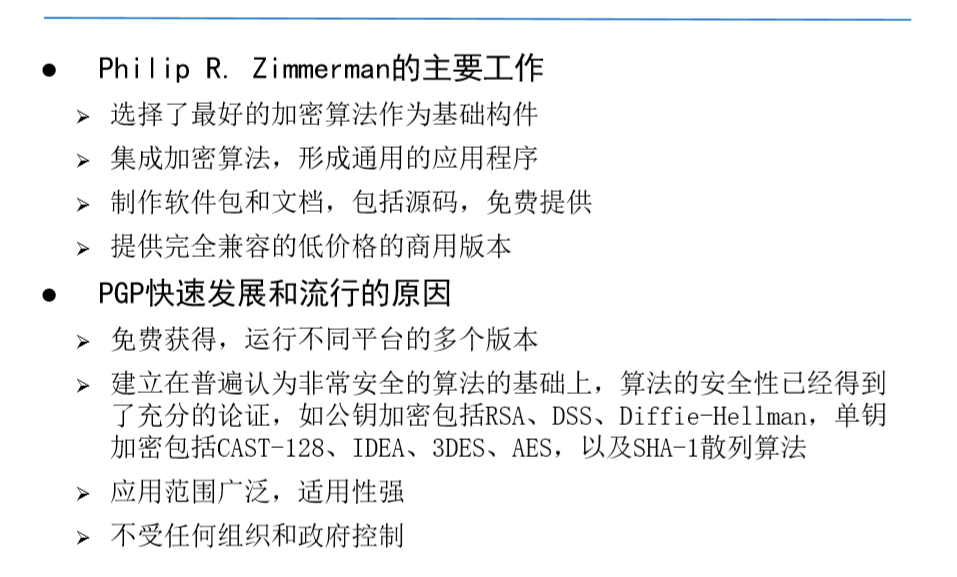 ● Philip R. Zimmerman的主要工作
➢ 选择了最好的加密算法作为基础构件
➢ 集成加密算法，形成通用的应用程序
➢ 制作软件包和文档，包括源码，免费提供
➢ 提供完全兼容的低价格的商用版本
● PGP快速发展和流行的原因
➢ 免费获得，运行不同平台的多个版本
➢ 建立在普遍认为非常安全的算法的基础上，算法的安全性已经得到
了充分的论证，如公钥加密包括RSA、DSS、Diffie-Hellman，单钥
加密包括CAST-128、IDEA、3DES、AES，以及SHA-1散列算法
➢ 应用范围广泛，适用性强
➢ 不受任何组织和政府控制